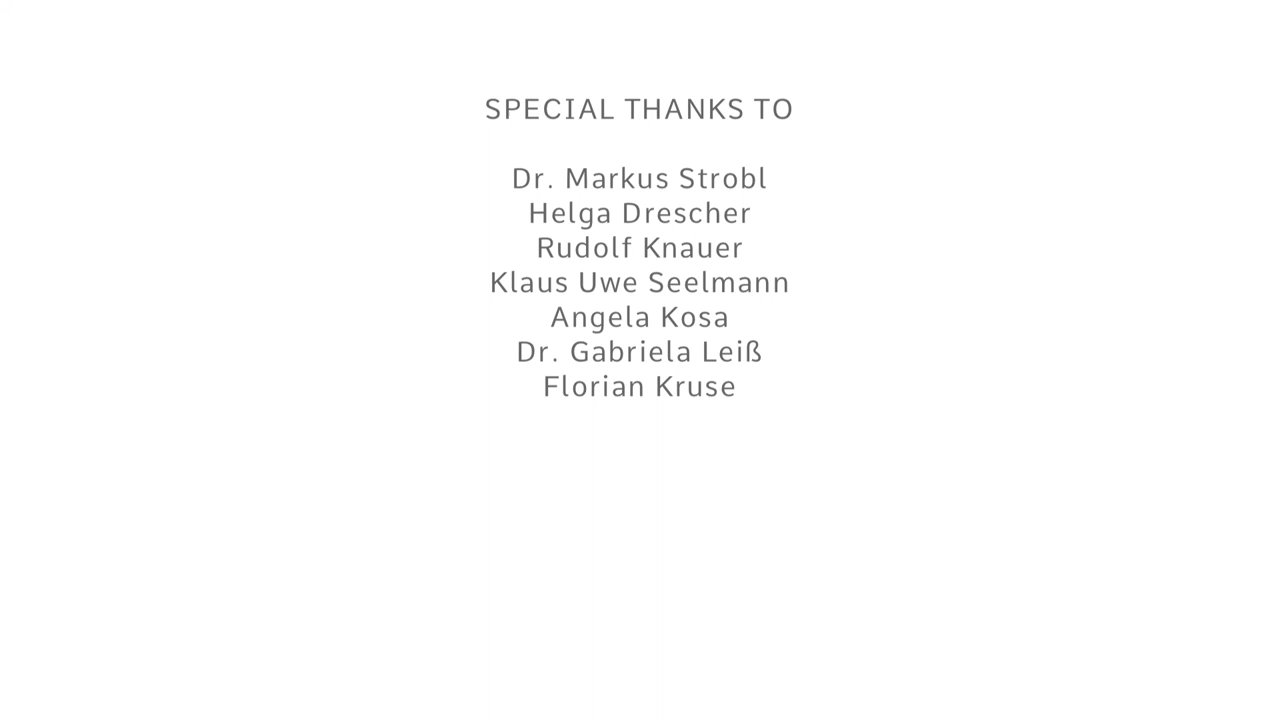 SPECIAL THANKS TO
Dr. Markus Strobl
Helga Drescher
Rudolf Knauer
Klaus Uwe Seelmann
Angela Kosa
Dr. Gabriela Leiß
Florian Kruse